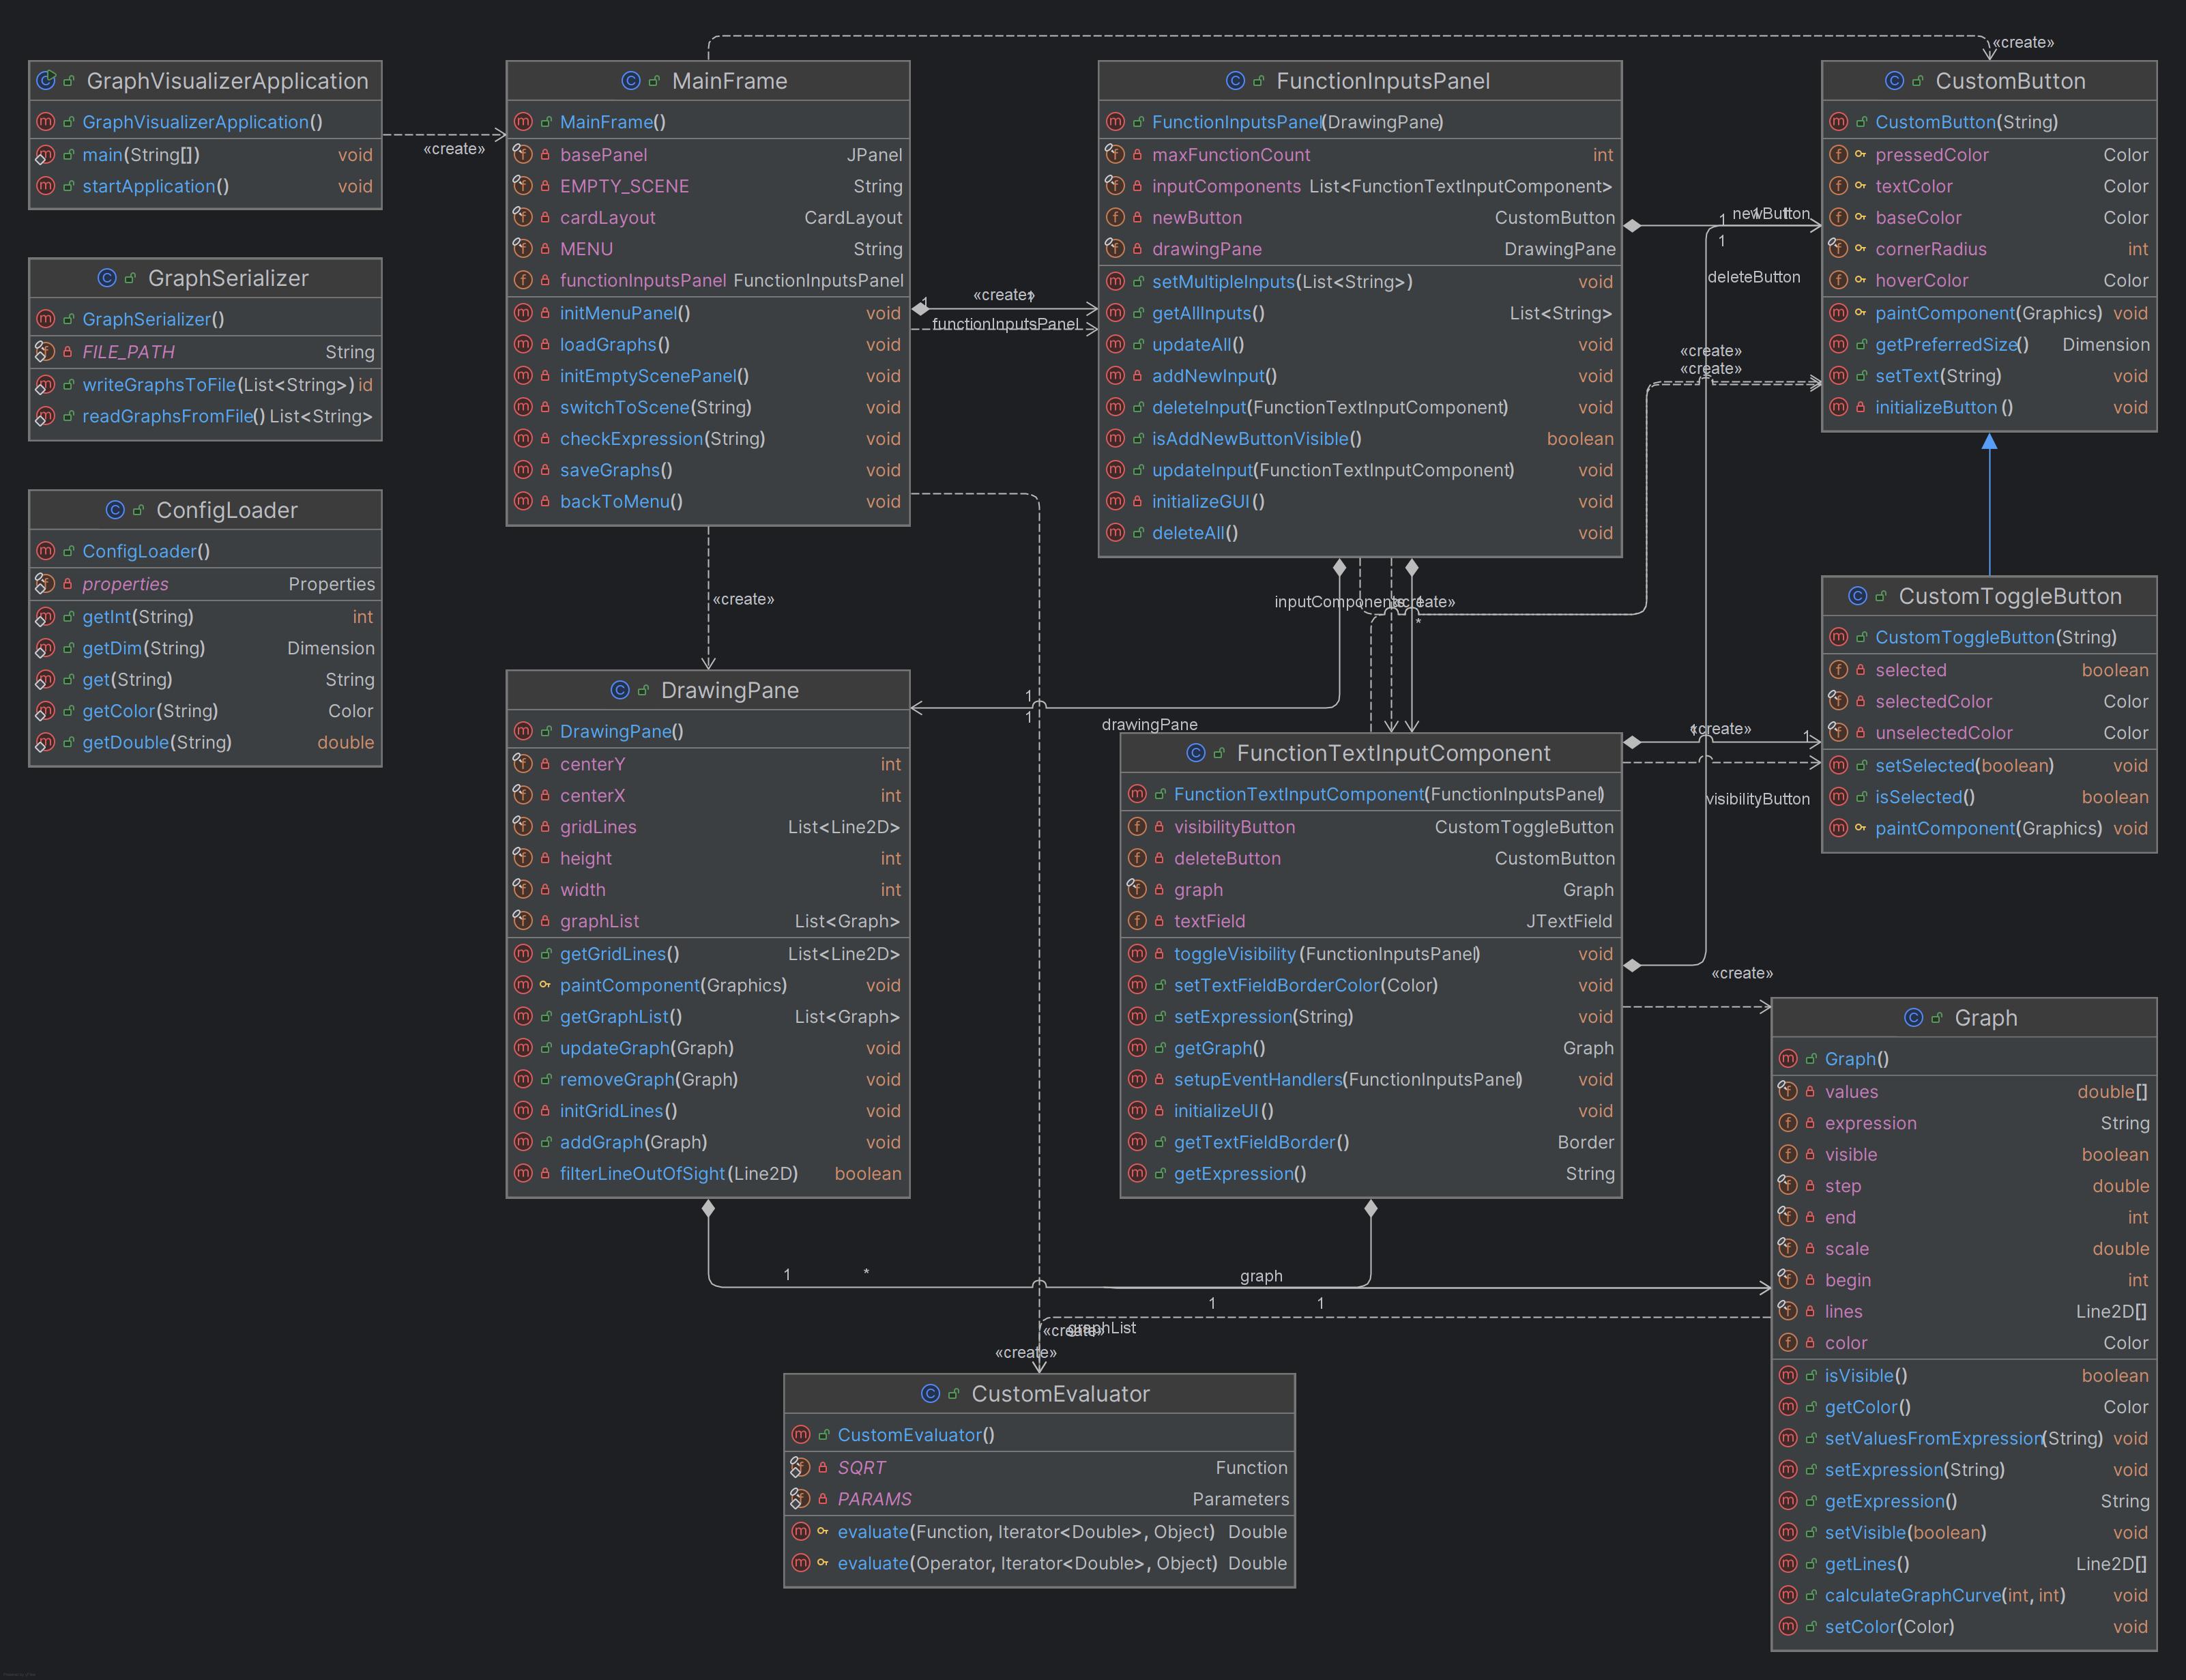 «create»
GraphVisualizerApplication
GraphVisualizerApplication()
main(String[]) void
startApplication() void
«create»
GraphSerializer
GraphSerializer()
FILE_PATH String
writeGraphsToFile(List<String>) id
readGraphsFromFile() List<String>
ConfigLoader
ConfigLoader()
properties Properties
getInt(String) int
getDim(String) Dimension
get(String) String
getColor(String) Color
getDouble(String) double
MainFrame
MainFrame()
basePanel JPanel
EMPTY_SCENE String
cardLayout CardLayout
MENU String
functionInputsPanel FunctionInputsPanel
initMenuPanel() void
loadGraphs() void
initEmptyScenePanel() void
switchToScene(String) void
checkExpression(String) void
saveGraphs() void
backToMenu() void
1 «create» 1
functionInputsPanel
«create»
FunctionInputsPanel
FunctionInputsPanel(DrawingPane)
maxFunctionCount int
inputComponents List<FunctionTextInputComponent>
newButton CustomButton
drawingPane DrawingPane
setMultipleInputs(List<String>) void
getAllInputs() List<String>
updateAll() void
addNewInput() void
deleteInput(FunctionTextInputComponent) void
isAddNewButtonVisible() boolean
updateInput(FunctionTextInputComponent) void
initializeGUI() void
deleteAll() void
1 newButton
1
deleteButton
«create»
«create»
CustomButton
CustomButton(String)
pressedColor Color
textColor Color
baseColor Color
cornerRadius int
hoverColor Color
paintComponent(Graphics) void
getPreferredSize() Dimension
setText(String) void
initializeButton() void
inputComponents «create» 1
*
CustomToggleButton
CustomToggleButton(String)
selected boolean
selectedColor Color
unselectedColor Color
setSelected(boolean) void
isSelected() boolean
paintComponent(Graphics) void
DrawingPane
DrawingPane()
centerY int
centerX int
gridLines List<Line2D>
height int
width int
graphList List<Graph>
getGridLines() List<Line2D>
paintComponent(Graphics) void
getGraphList() List<Graph>
updateGraph(Graph) void
removeGraph(Graph) void
initGridLines() void
addGraph(Graph) void
filterLineOutOfSight(Line2D) boolean
1
1
drawingPane
FunctionTextInputComponent
FunctionTextInputComponent(FunctionInputsPanel)
visibilityButton CustomToggleButton
deleteButton CustomButton
graph Graph
textField JTextField
toggleVisibility(FunctionInputsPanel) void
setTextFieldBorderColor(Color) void
setExpression(String) void
getGraph() Graph
setupEventHandlers(FunctionInputsPanel) void
initializeUI() void
getTextFieldBorder() Border
getExpression() String
1 «create» 1
visibilityButton
«create»
Graph
Graph()
values double[]
expression String
visible boolean
step double
end int
scale double
begin int
lines Line2D[]
color Color
isVisible() boolean
getColor() Color
setValuesFromExpression(String) void
setExpression(String) void
getExpression() String
setVisible(boolean) void
getLines() Line2D[]
calculateGraphCurve(int, int) void
setColor(Color) void
1 * graph
1 1
«create» graphList
«create»
CustomEvaluator
CustomEvaluator()
SQRT Function
PARAMS Parameters
evaluate(Function, Iterator<Double>, Object) Double
evaluate(Operator, Iterator<Double>, Object) Double